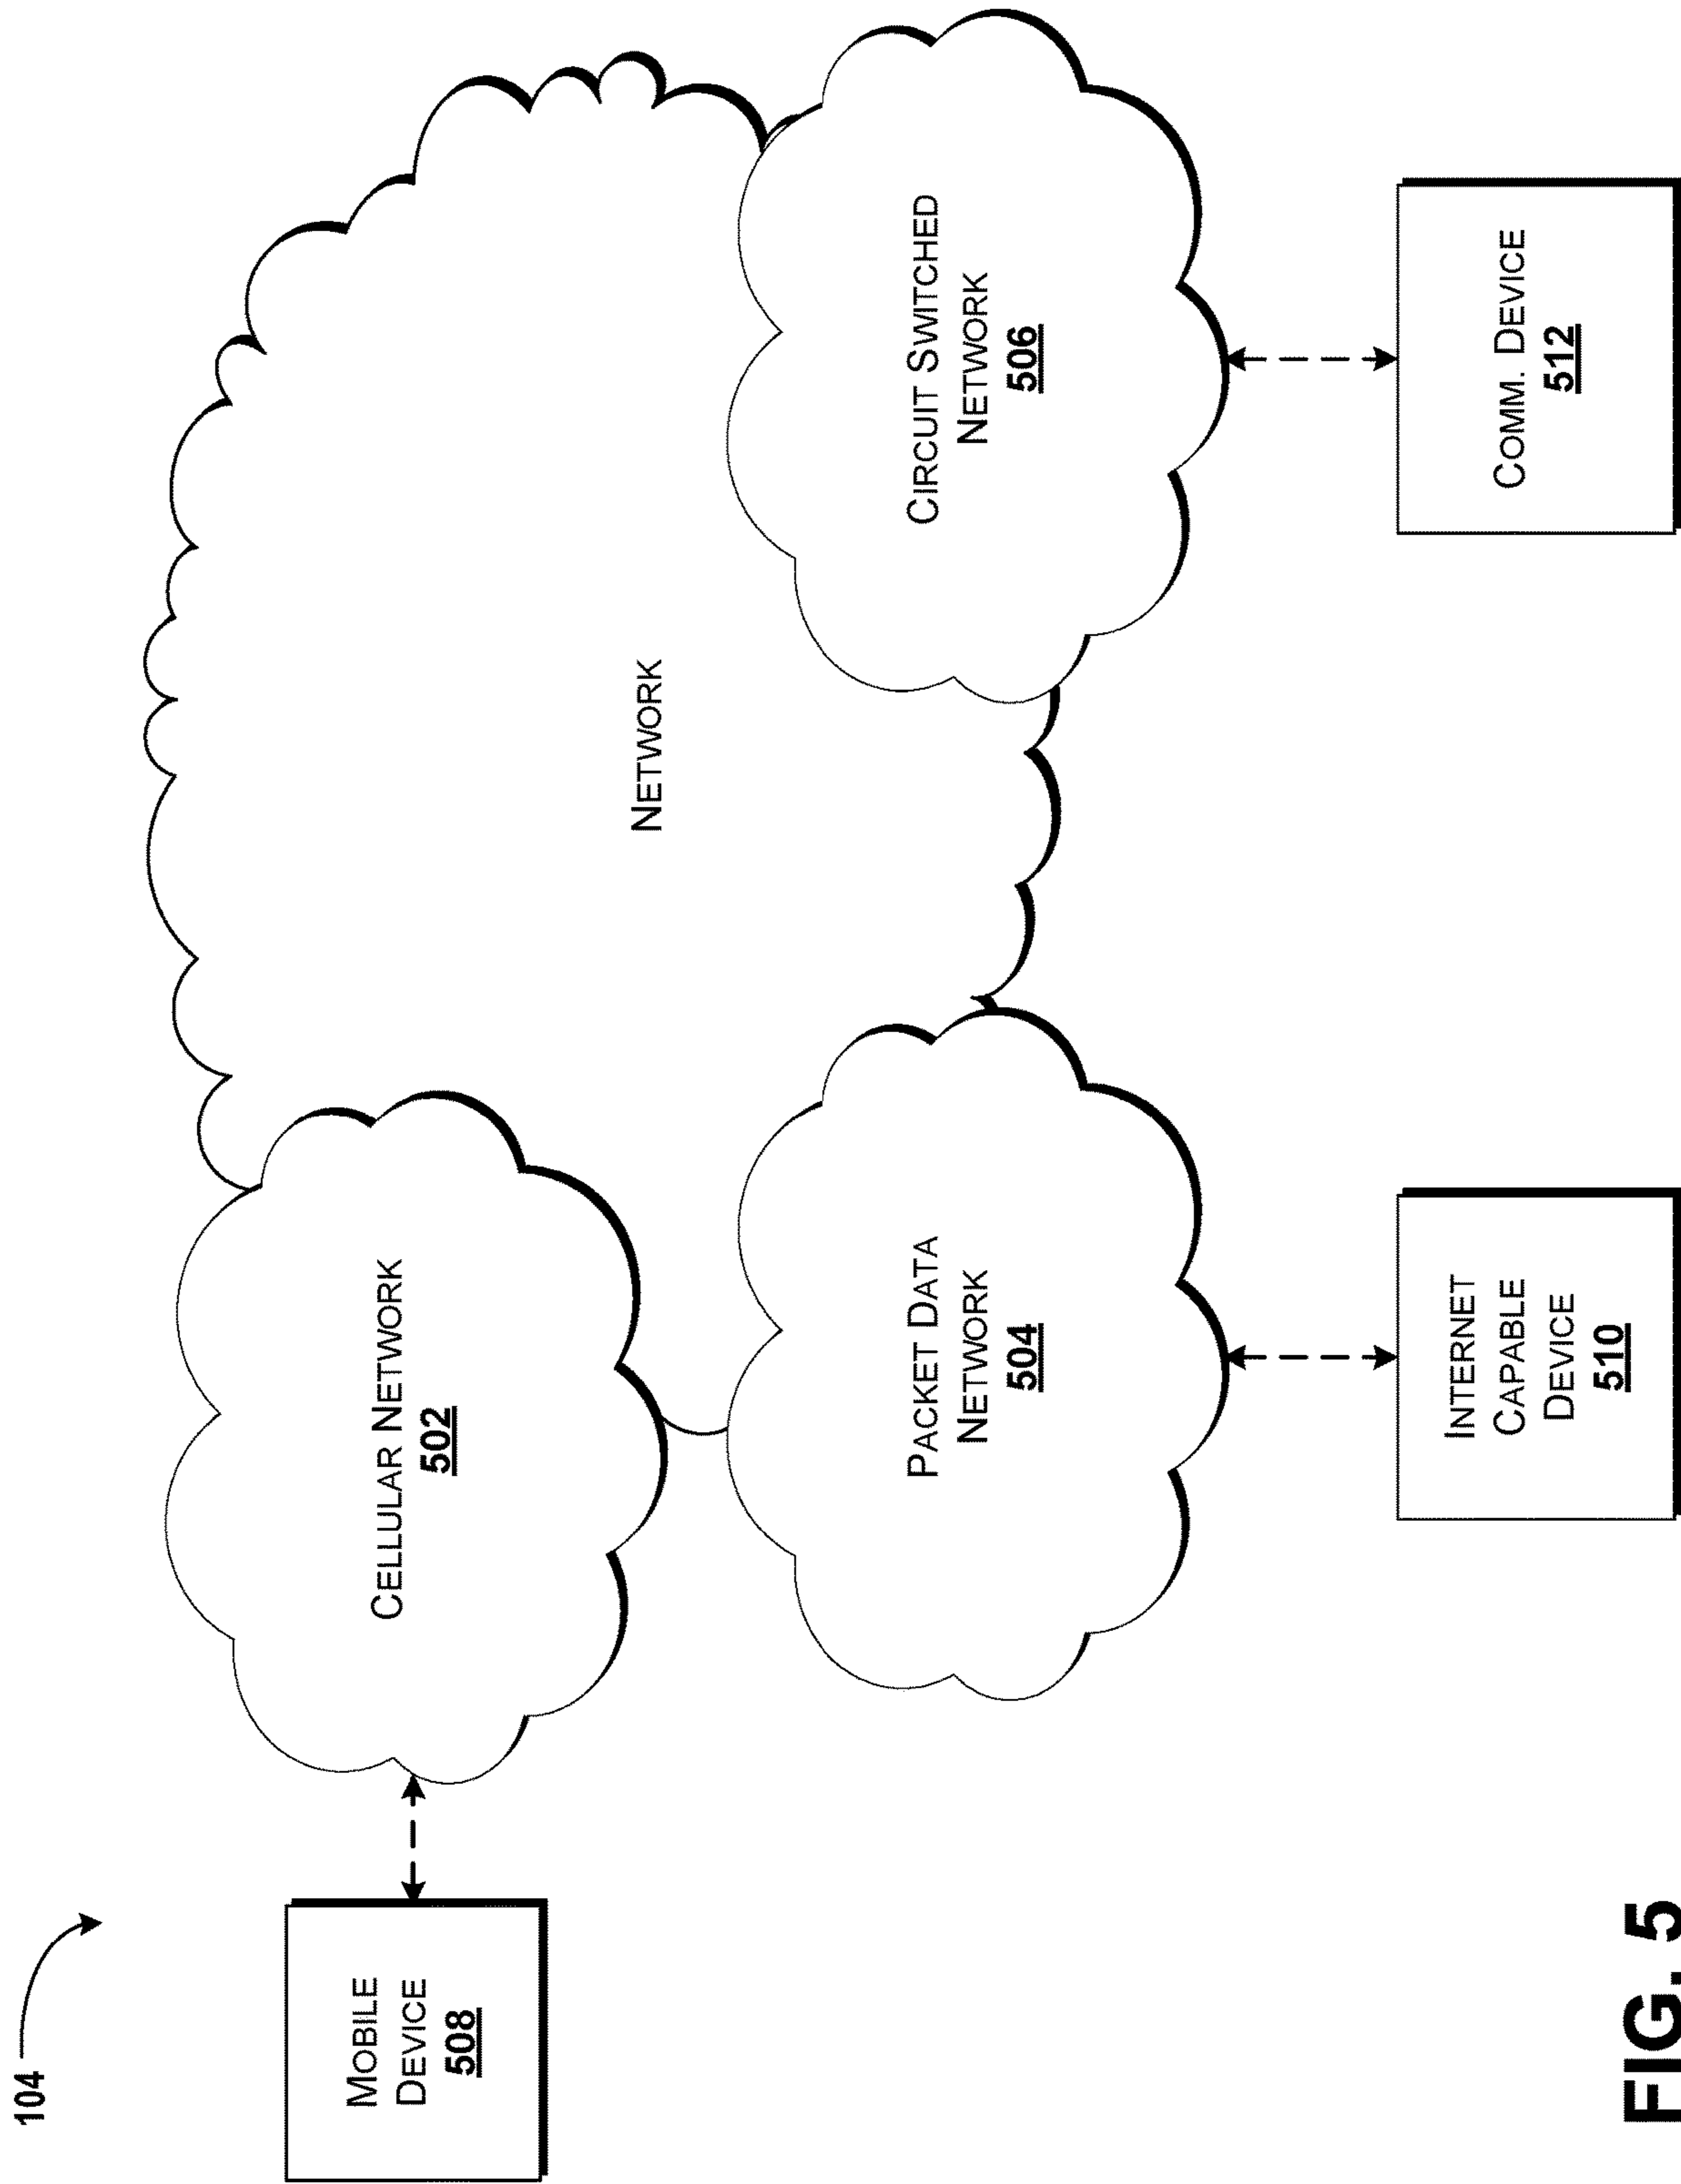 104
MOBILE
DEVICE
508
CELLULAR NETWORK
502
NETWORK
PACKET DATA
NETWORK
504
CIRCUIT SWITCHED
NETWORK
506
INTERNET
CAPABLE
DEVICE
510
COMM. DEVICE
512
FIG. 5